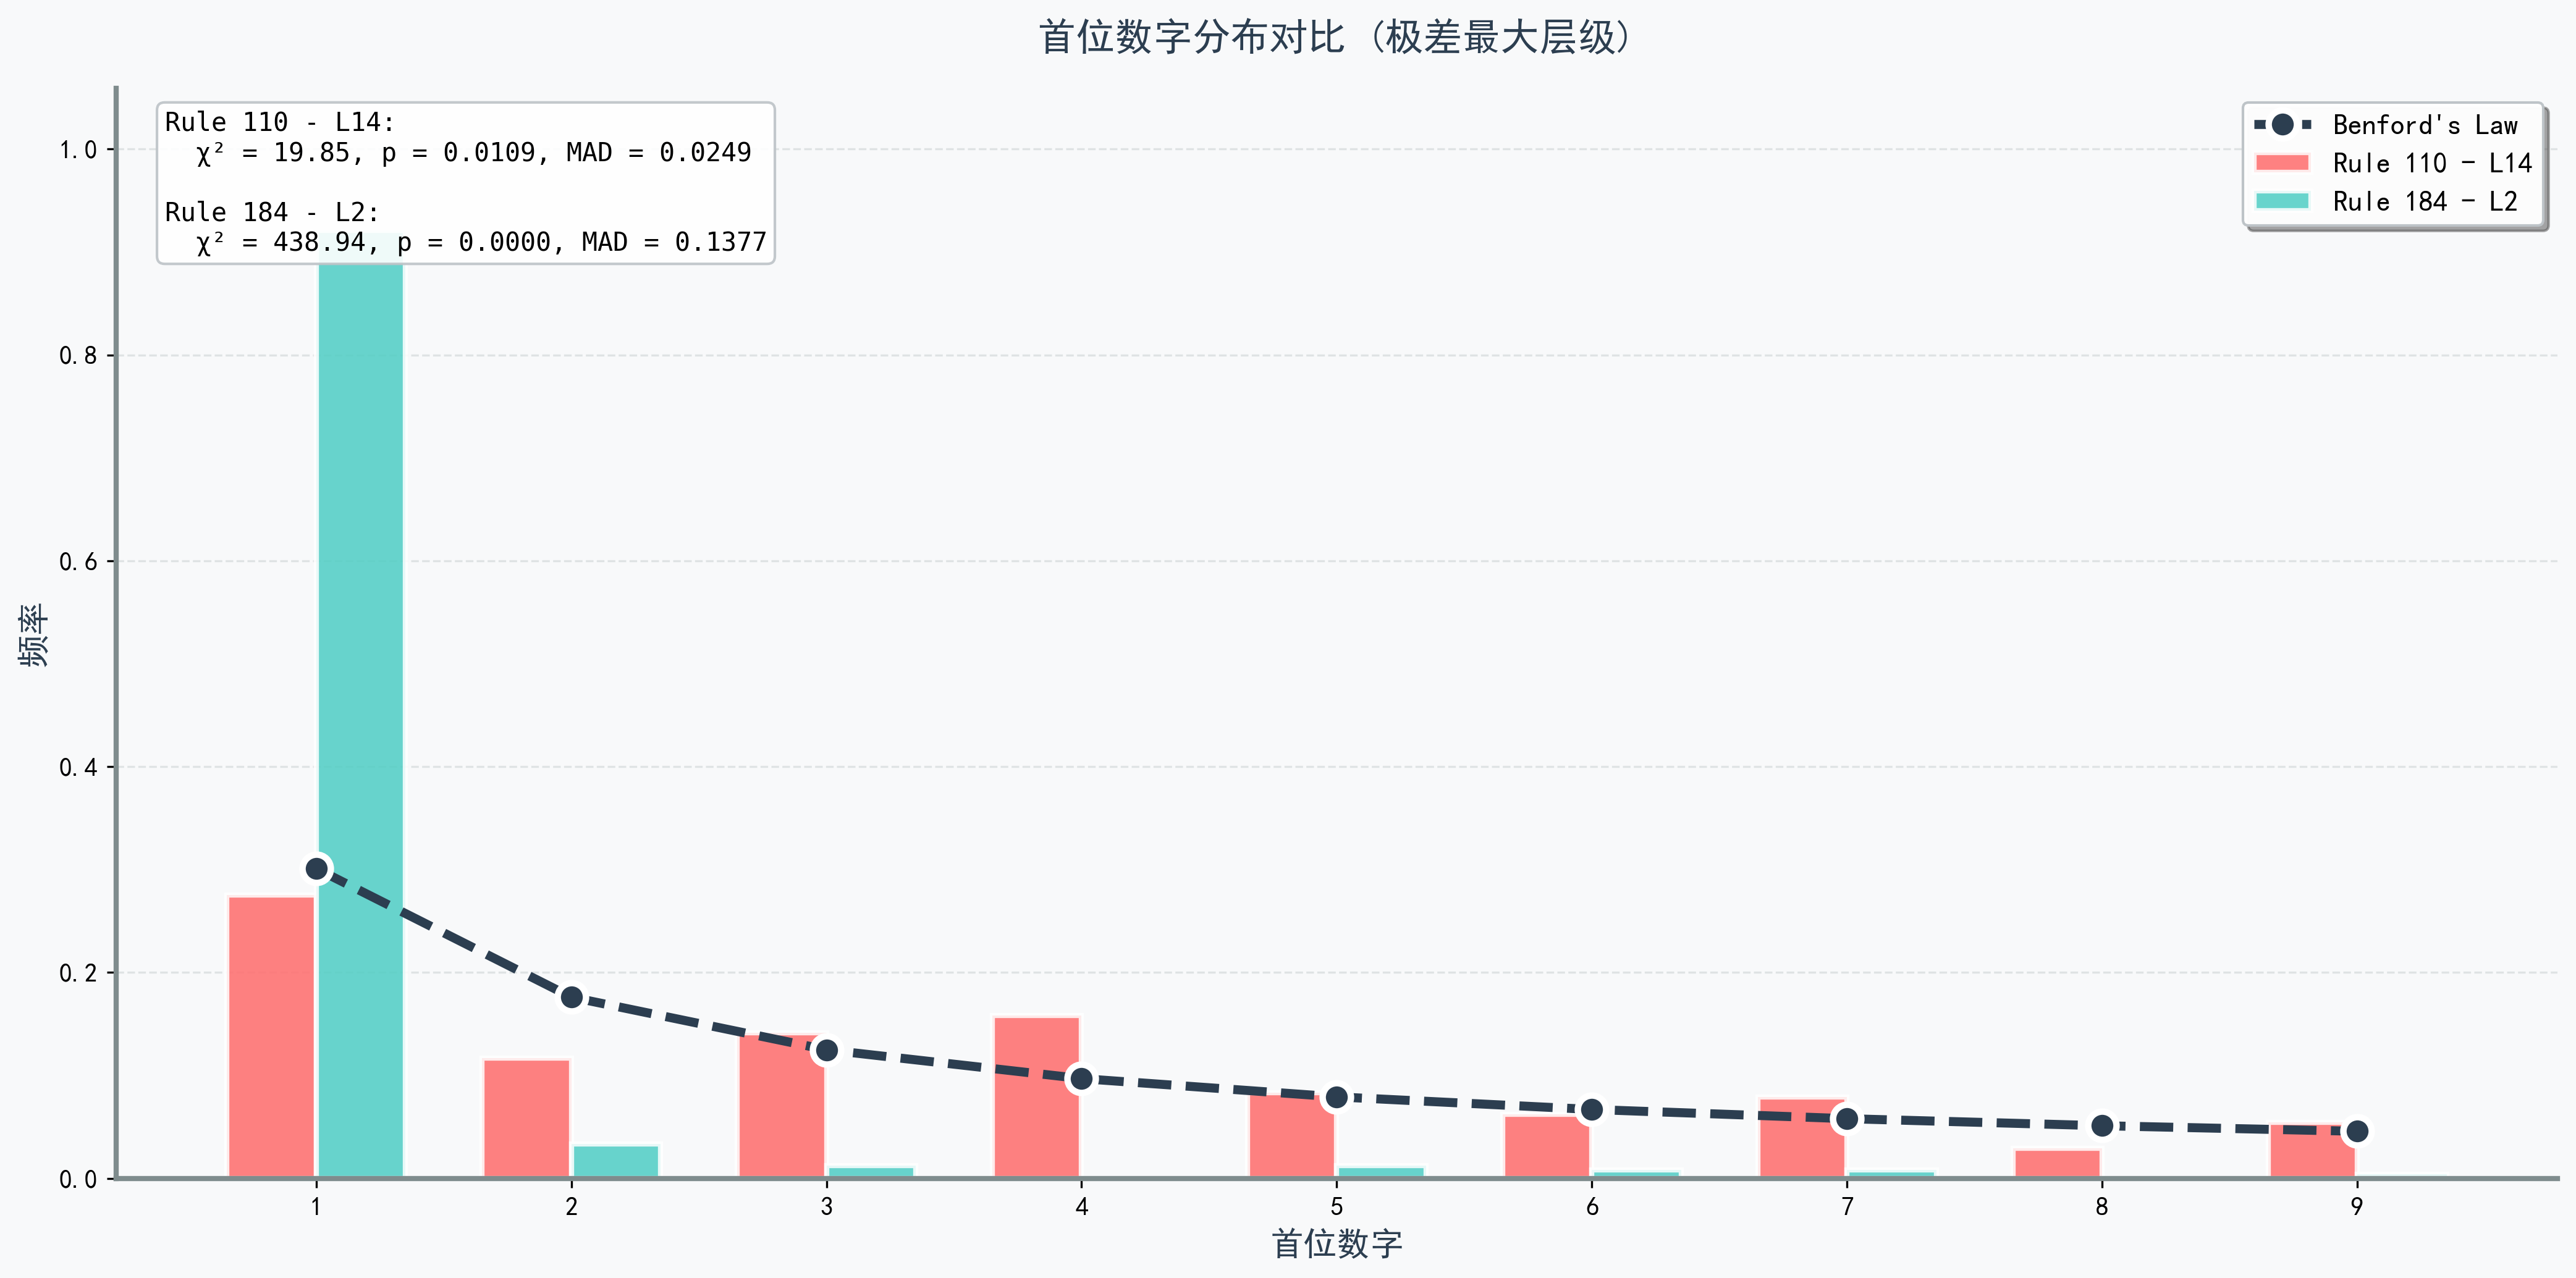 首位数字分布对比 (极差最大层级)
Rule 110 - L14:
χ² = 19.85, p = 0.0109, MAD = 0.0249
Rule 184 - L2:
χ² = 438.94, p = 0.0000, MAD = 0.1377
Benford's Law
Rule 110 - L14
Rule 184 - L2
频率
1.0
0.8
0.6
0.4
0.2
0.0
1 2 3 4 5 6 7 8 9
首位数字